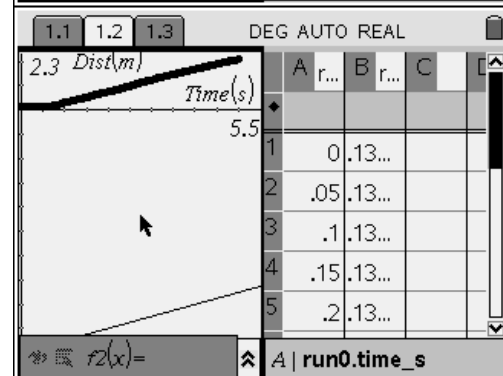 1.1 1.2 1.3 DEG AUTO REAL
2.3 Dist(m)
Time(s)
5.5
A r... B r... C D
1 0 .13...
2 .05 .13...
3 .1 .13...
4 .15 .13...
5 .2 .13...
f2(x)=
A | run0.time_s